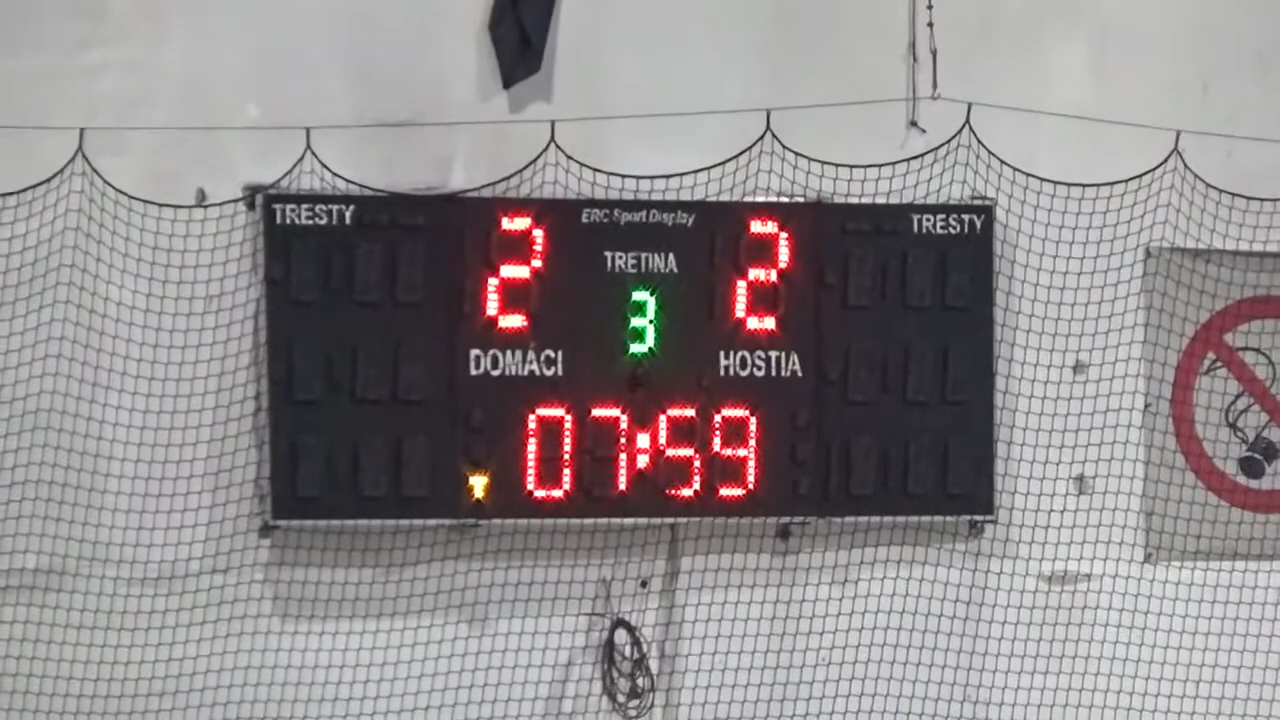 TRESTY
2
ERC Sport Display
2
TRESTY
TRETINA
3
DOMÁCI
HOSTIA
07:59